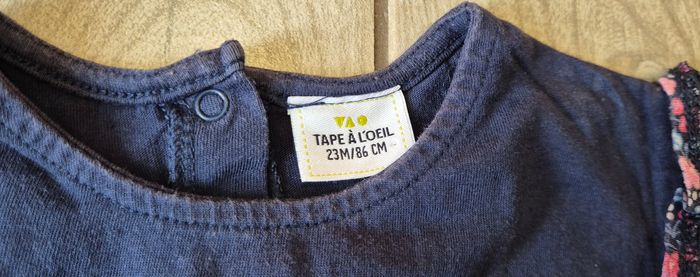 TAPE À L'OEIL
23M/86 CM